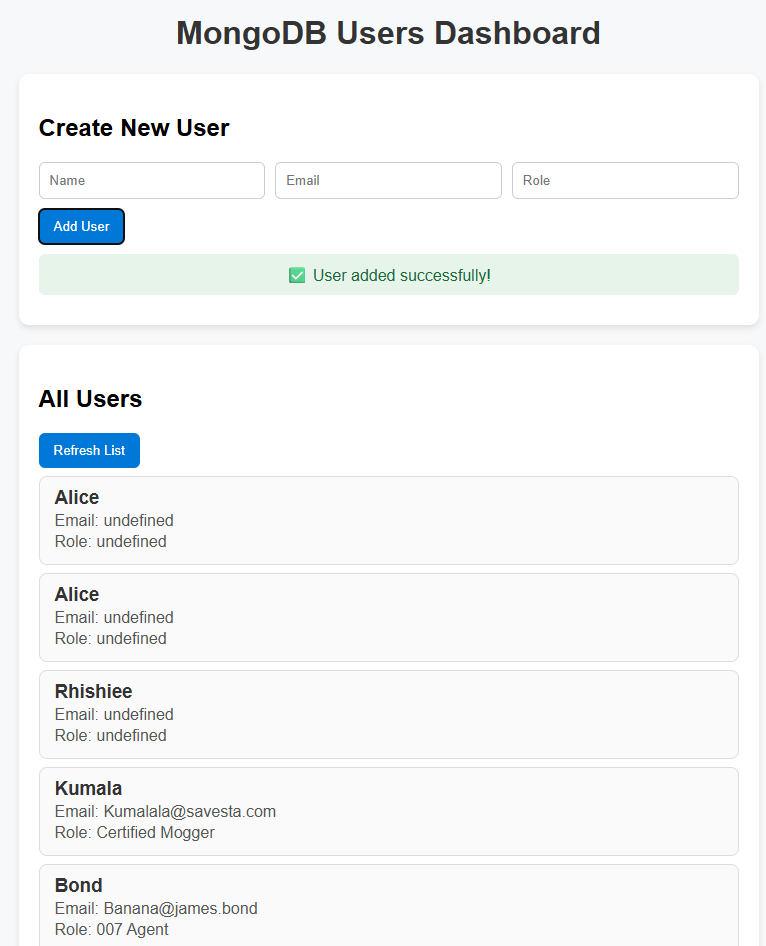 MongoDB Users Dashboard
Create New User
Name
Email
Role
Add User
✅ User added successfully!
All Users
Refresh List
Alice
Email: undefined
Role: undefined
Alice
Email: undefined
Role: undefined
Rhishiee
Email: undefined
Role: undefined
Kumala
Email: Kumalala@savesta.com
Role: Certified Mogger
Bond
Email: Banana@james.bond
Role: 007 Agent